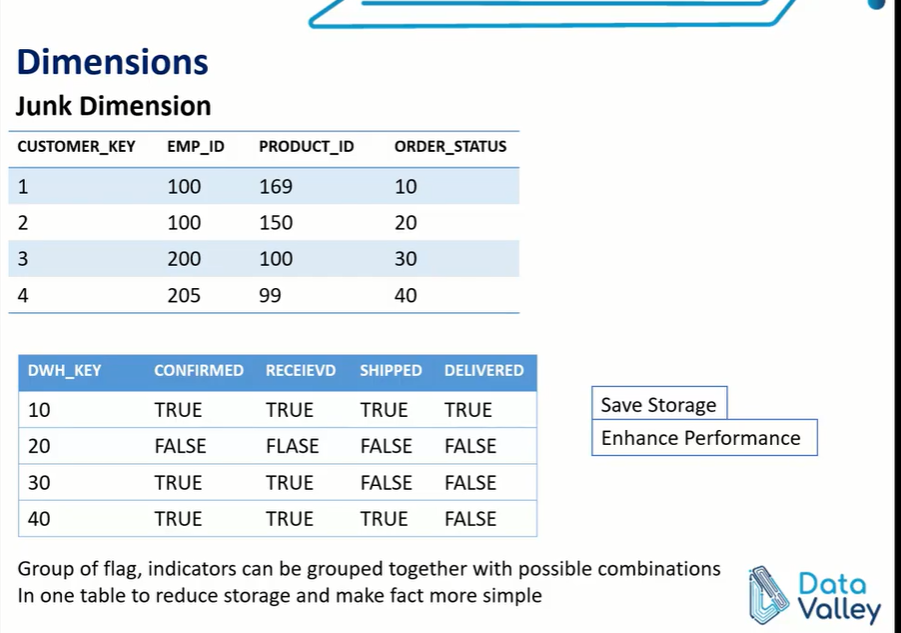 Dimensions
Junk Dimension
CUSTOMER_KEY EMP_ID PRODUCT_ID ORDER_STATUS
1 100 169 10
2 100 150 20
3 200 100 30
4 205 99 40
DWH_KEY CONFIRMED RECEIEVD SHIPPED DELIVERED
10 TRUE TRUE TRUE TRUE
20 FALSE FLASE FALSE FALSE
30 TRUE TRUE FALSE FALSE
40 TRUE TRUE TRUE FALSE
Save Storage
Enhance Performance
Group of flag, indicators can be grouped together with possible combinations
In one table to reduce storage and make fact more simple
Data
Valley